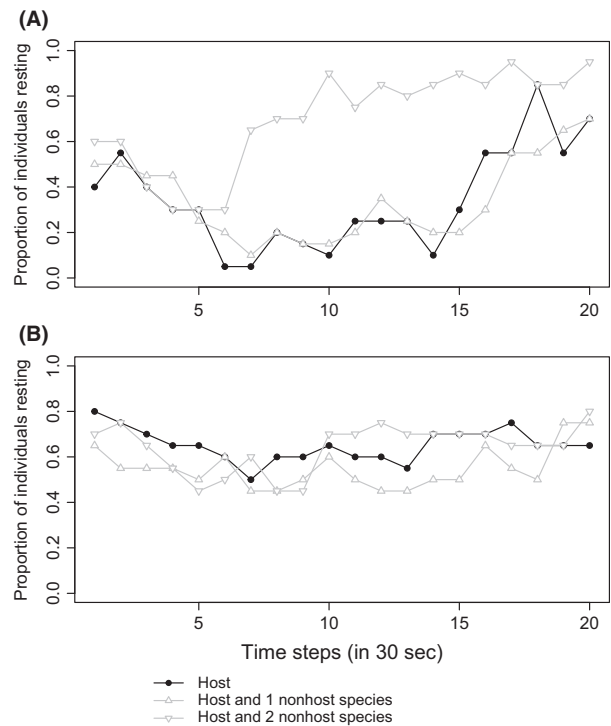 (A)
Proportion of individuals resting
1.0
0.8
0.6
0.4
0.2
0.0
5 10 15 20
(B)
Proportion of individuals resting
1.0
0.8
0.6
0.4
0.2
0.0
5 10 15 20
Time steps (in 30 sec)
Host
Host and 1 nonhost species
Host and 2 nonhost species